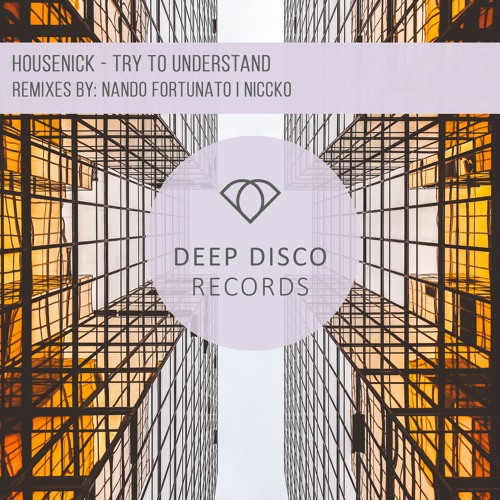 HOUSENICK - TRY TO UNDERSTAND
REMIXES BY: NANDO FORTUNATO I NICCKO
DEEP DISCO
RECORDS